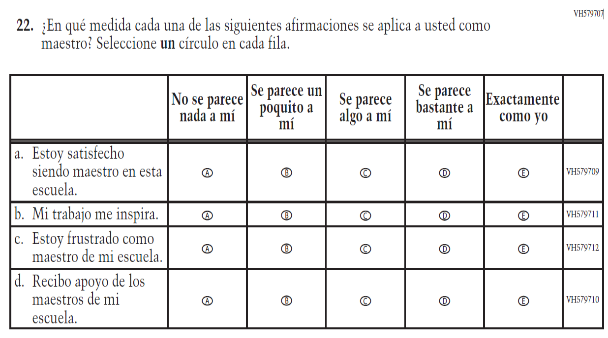 VH579707
22. ¿En qué medida cada una de las siguientes afirmaciones se aplica a usted como
maestro? Seleccione un círculo en cada fila.
No se parece nada a mí
Se parece un poquito a mí
Se parece algo a mí
Se parece bastante a mí
Exactamente como yo
a. Estoy satisfecho
siendo maestro en esta
escuela.
A B C D E VH579709
b. Mi trabajo me inspira. A B C D E VH579711
c. Estoy frustrado como
maestro de mi escuela.
A B C D E VH579712
d. Recibo apoyo de los
maestros de mi
escuela.
A B C D E VH579710